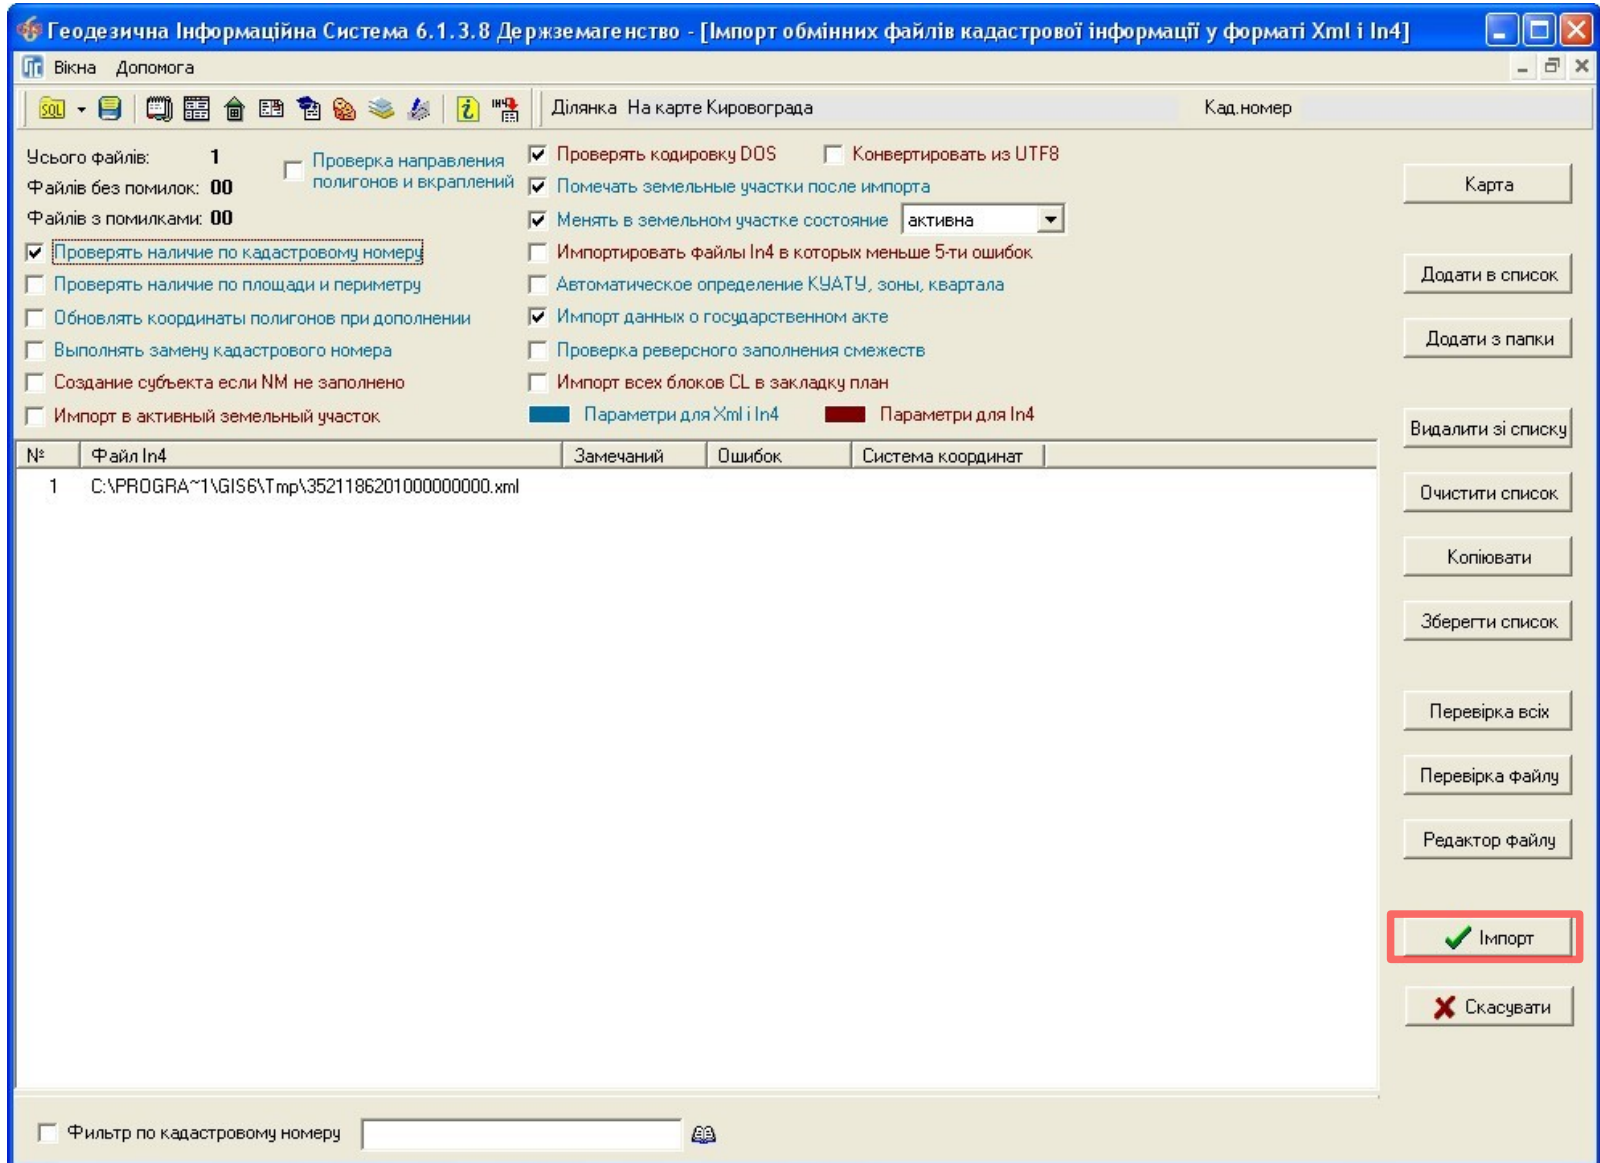 Геодезична Інформаційна Система 6.1.3.8 Держземагенство - [Імпорт обмінних файлів кадастрової інформації у форматі Xml і In4]
Вікна Допомога
SQL Ділянка На карте Кировограда Кад.номер
Усього файлів: 1
Файлів без помилок: 00
Файлів з помилками: 00
Проверка направления
полигонов и вкраплений
Проверять кодировку DOS Конвертировать из UTF8
Помечать земельные участки после импорта
Менять в земельном участке состояние активна
Проверять наличие по кадастровому номеру
Импортировать файлы In4 в которых меньше 5-ти ошибок
Проверять наличие по площади и периметру
Автоматическое определение КУАТУ, зоны, квартала
Обновлять координаты полигонов при дополнении
Импорт данных о государственном акте
Выполнять замену кадастрового номера
Проверка реверсного заполнения смежеств
Создание субъекта если NM не заполнено
Импорт всех блоков CL в закладку план
Импорт в активный земельный участок
Параметри для Xml і In4 Параметри для In4
№ Файл In4 Замечаний Ошибок Система координат
1 C:\PROGRA~1\GIS6\Tmp\3521186201000000000.xml
Карта
Додати в список
Додати з папки
Видалити зі списку
Очистити список
Копіювати
Зберегти список
Перевірка всіх
Перевірка файлу
Редактор файлу
Імпорт
Скасувати
Фильтр по кадастровому номеру